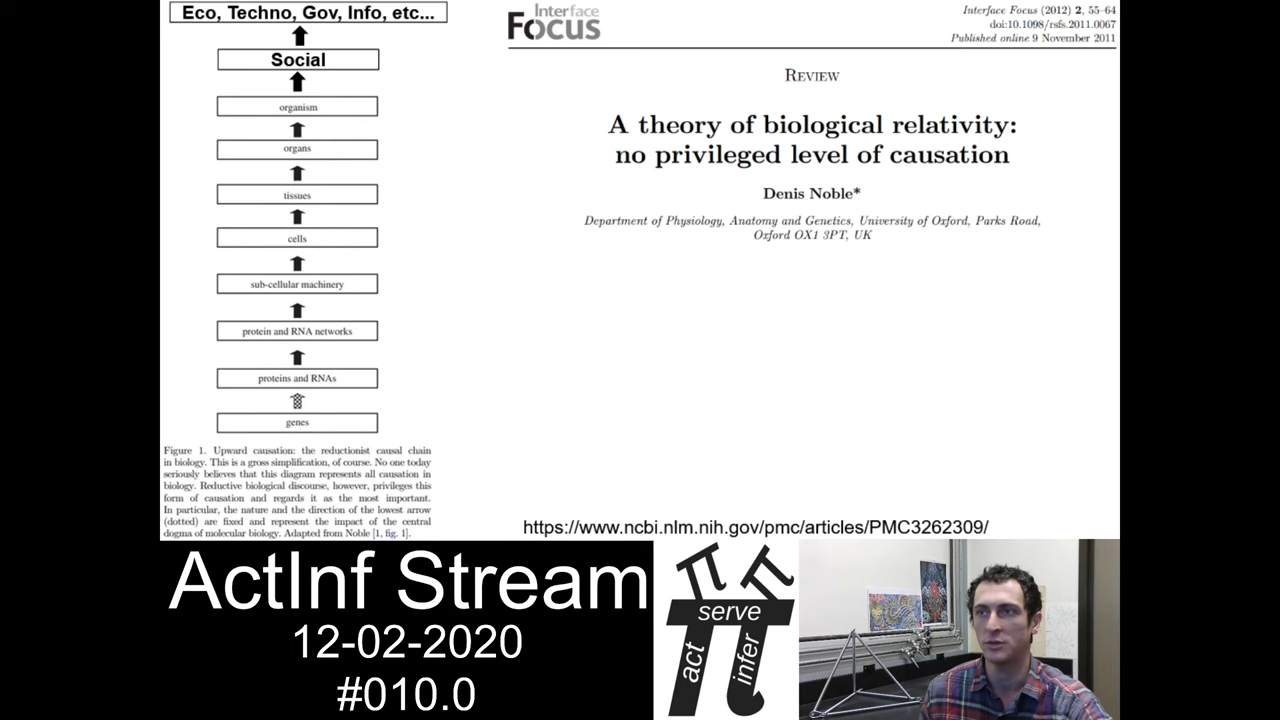 Eco, Techno, Gov, Info, etc...
Social
organism
organs
tissues
cells
sub-cellular machinery
protein and RNA networks
proteins and RNAs
genes
Figure 1. Upward causation: the reductionist causal chain
in biology. This is a gross simplification, of course. No one today
seriously believes that this diagram represents all causation in
biology. Reductive biological discourse, however, privileges this
form of causation and regards it as the most important.
In particular, the nature and the direction of the lowest arrow
(dotted) are fixed and represent the impact of the central
dogma of molecular biology. Adapted from Noble [1, fig. 1].
Interface
Focus
Interface Focus (2012) 2, 55–64
doi:10.1098/rsfs.2011.0067
Published online 9 November 2011
Review
A theory of biological relativity:
no privileged level of causation
Denis Noble*
Department of Physiology, Anatomy and Genetics, University of Oxford, Parks Road,
Oxford OX1 3PT, UK
https://www.ncbi.nlm.nih.gov/pmc/articles/PMC3262309/
ActInf Stream
12-02-2020
#010.0
serve
act
infer